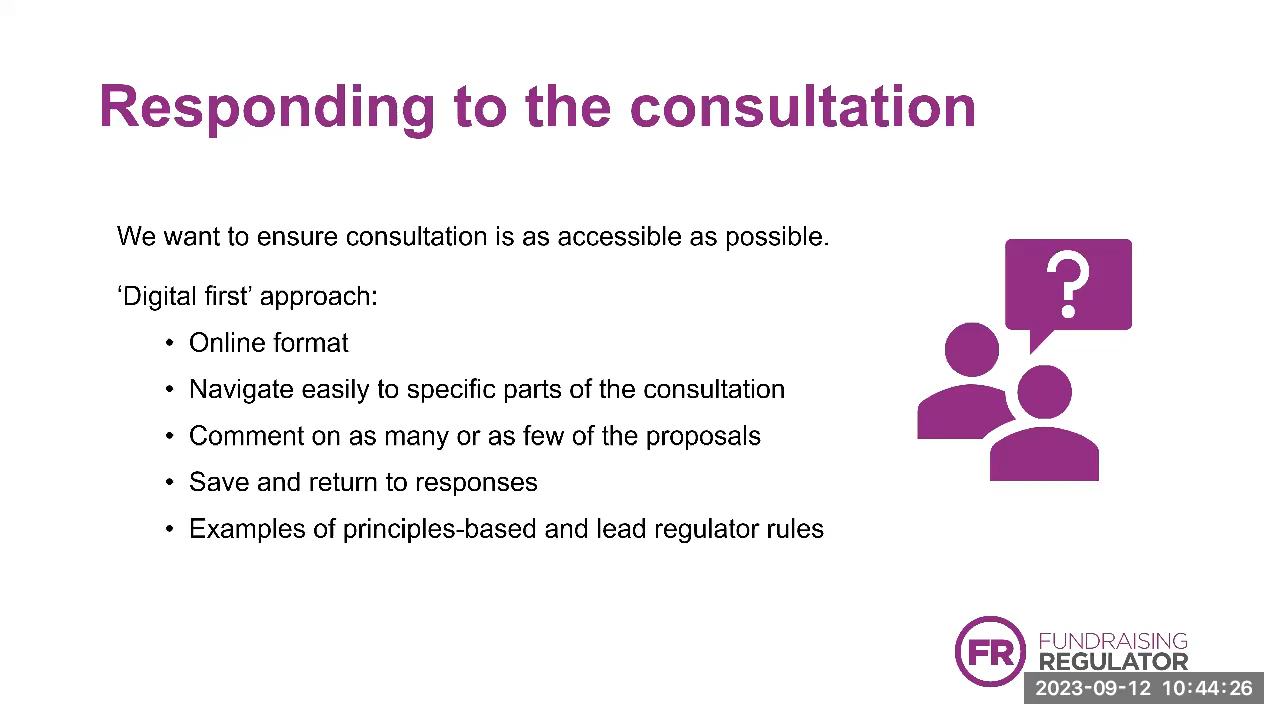 Responding to the consultation
We want to ensure consultation is as accessible as possible.
‘Digital first’ approach:
• Online format
• Navigate easily to specific parts of the consultation
• Comment on as many or as few of the proposals
• Save and return to responses
• Examples of principles-based and lead regulator rules
?
FR
FUNDRAISING
REGULATOR
2023-09-12 10:44:26